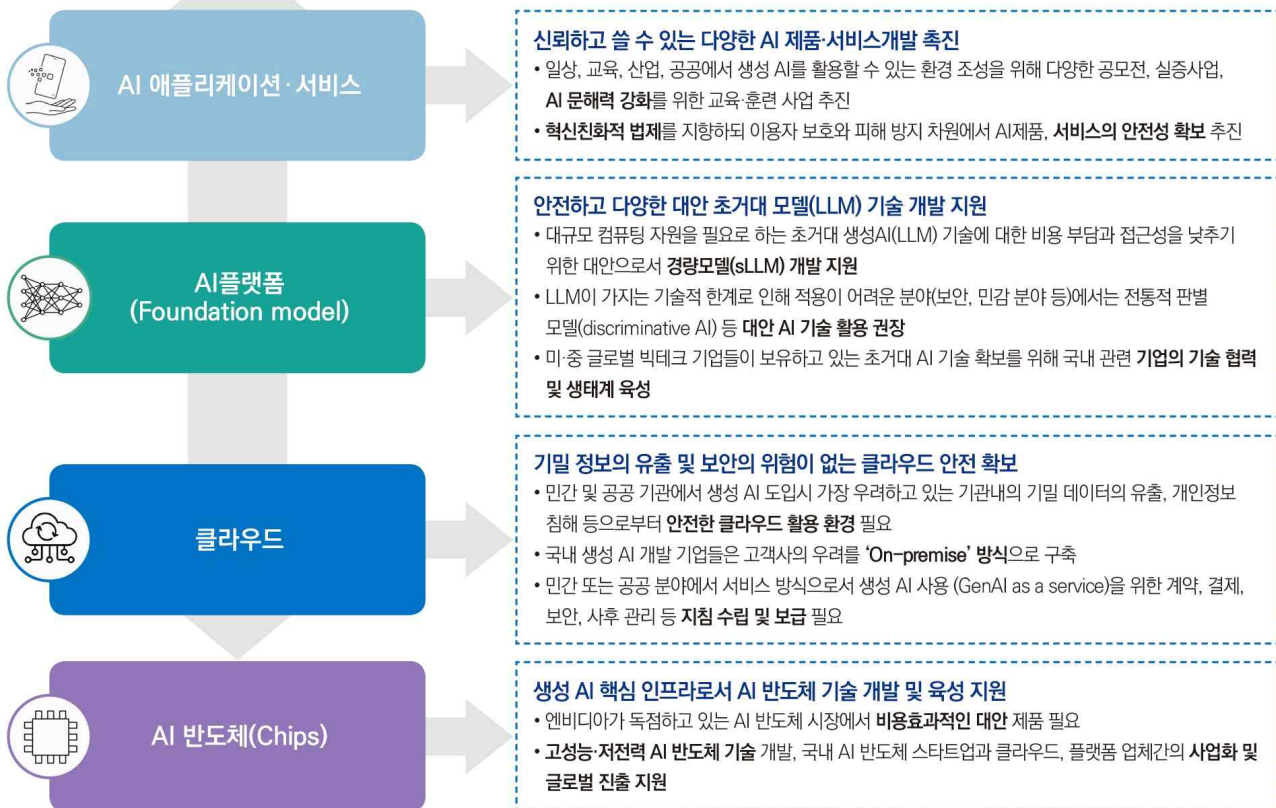 AI 애플리케이션·서비스
신뢰하고 쓸 수 있는 다양한 AI 제품·서비스개발 촉진
• 일상, 교육, 산업, 공공에서 생성 AI를 활용할 수 있는 환경 조성을 위해 다양한 공모전, 실증사업,
AI 문해력 강화를 위한 교육·훈련 사업 추진
• 혁신친화적 법제를 지향하되 이용자 보호와 피해 방지 차원에서 AI제품, 서비스의 안전성 확보 추진
AI플랫폼
(Foundation model)
안전하고 다양한 대안 초거대 모델(LLM) 기술 개발 지원
• 대규모 컴퓨팅 자원을 필요로 하는 초거대 생성AI(LLM) 기술에 대한 비용 부담과 접근성을 낮추기
위한 대안으로서 경량모델(sLLM) 개발 지원
• LLM이 가지는 기술적 한계로 인해 적용이 어려운 분야(보안, 민감 분야 등)에서는 전통적 판별
모델(discriminative AI) 등 대안 AI 기술 활용 권장
• 미·중 글로벌 빅테크 기업들이 보유하고 있는 초거대 AI 기술 확보를 위해 국내 관련 기업의 기술 협력
및 생태계 육성
클라우드
기밀 정보의 유출 및 보안의 위험이 없는 클라우드 안전 확보
• 민간 및 공공 기관에서 생성 AI 도입시 가장 우려하고 있는 기관내의 기밀 데이터의 유출, 개인정보
침해 등으로부터 안전한 클라우드 활용 환경 필요
• 국내 생성 AI 개발 기업들은 고객사의 우려를 ‘On-premise’ 방식으로 구축
• 민간 또는 공공 분야에서 서비스 방식으로서 생성 AI 사용 (GenAI as a service)을 위한 계약, 결제,
보안, 사후 관리 등 지침 수립 및 보급 필요
AI 반도체(Chips)
생성 AI 핵심 인프라로서 AI 반도체 기술 개발 및 육성 지원
• 엔비디아가 독점하고 있는 AI 반도체 시장에서 비용효과적인 대안 제품 필요
• 고성능·저전력 AI 반도체 기술 개발, 국내 AI 반도체 스타트업과 클라우드, 플랫폼 업체간의 사업화 및
글로벌 진출 지원